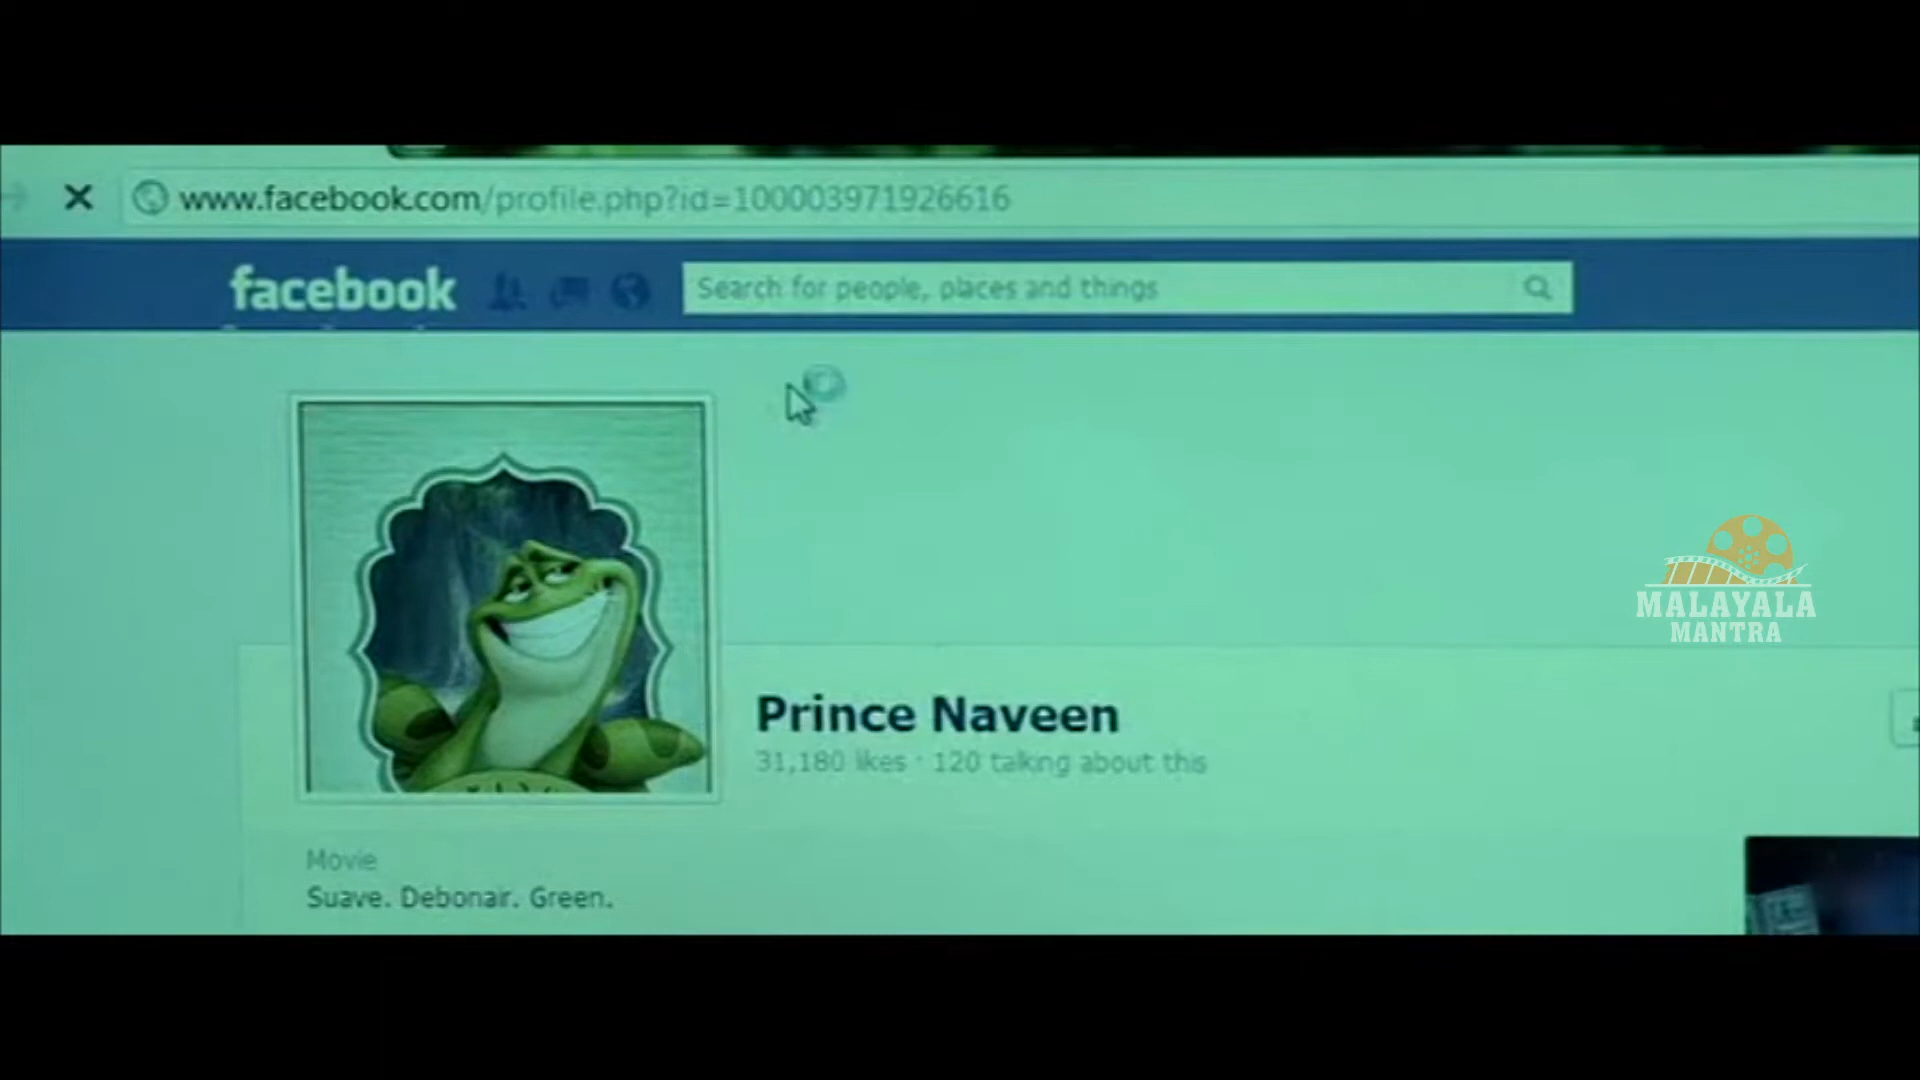 www.facebook.com/profile.php?id=100003971926616
facebook
Search for people, places and things
MALAYALA
MANTRA
Prince Naveen
31,180 likes · 120 talking about this
Movie
Suave. Debonair. Green.